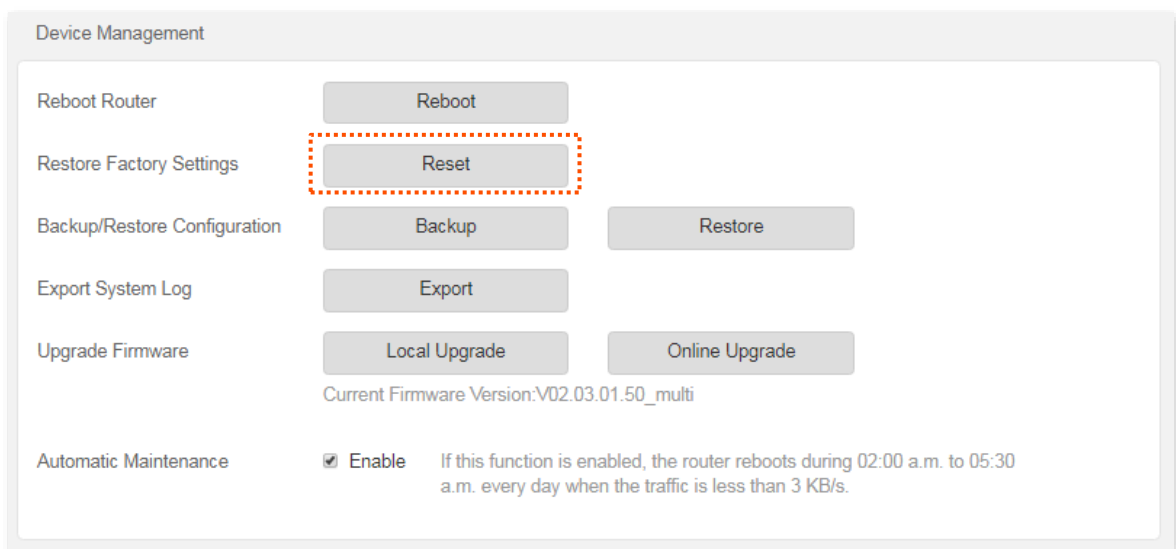 Device Management
Reboot Router Reboot
Restore Factory Settings Reset
Backup/Restore Configuration Backup Restore
Export System Log Export
Upgrade Firmware Local Upgrade Online Upgrade
Current Firmware Version:V02.03.01.50_multi
Automatic Maintenance Enable If this function is enabled, the router reboots during 02:00 a.m. to 05:30
a.m. every day when the traffic is less than 3 KB/s.